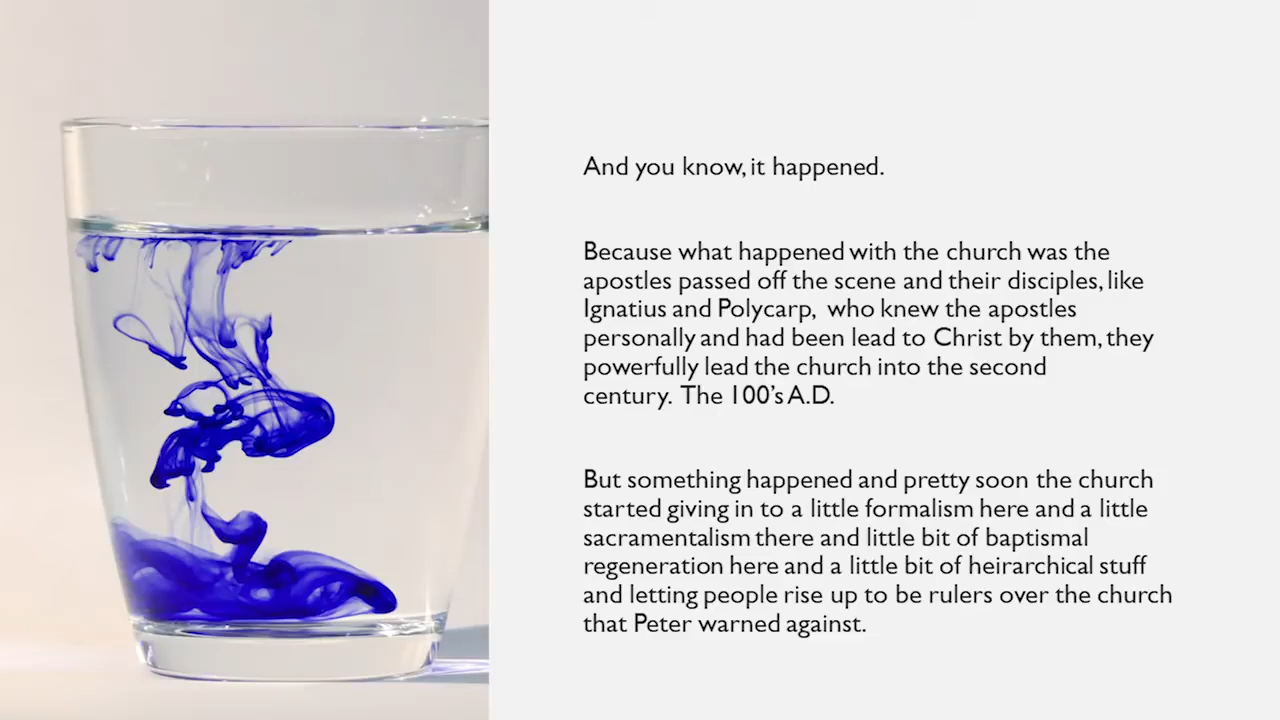 And you know, it happened.
Because what happened with the church was the
apostles passed off the scene and their disciples, like
Ignatius and Polycarp,  who knew the apostles
personally and had been lead to Christ by them, they
powerfully lead the church into the second
century.  The 100's A.D.
But something happened and pretty soon the church
started giving in to a little formalism here and a little
sacramentalism there and little bit of baptismal
regeneration here and a little bit of heirarchical stuff
and letting people rise up to be rulers over the church
that Peter warned against.